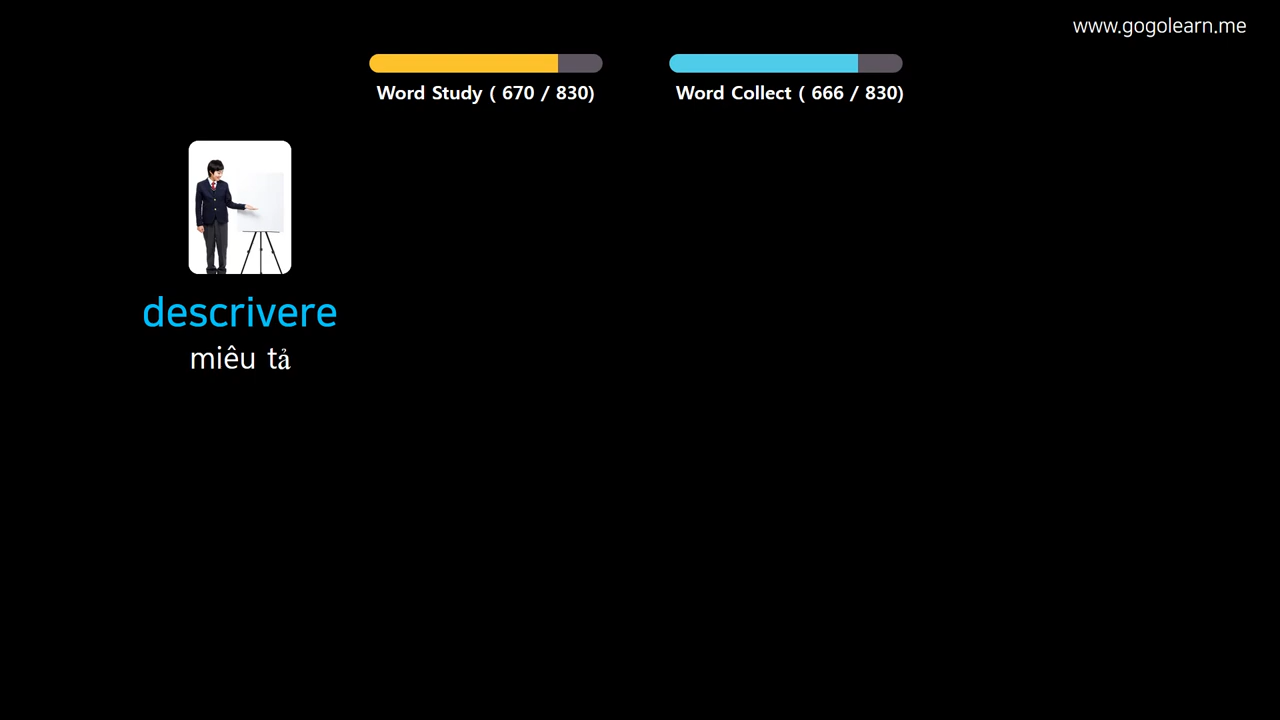 www.gogolearn.me
Word Study ( 670 / 830)
Word Collect ( 666 / 830)
descrivere
miêu tả